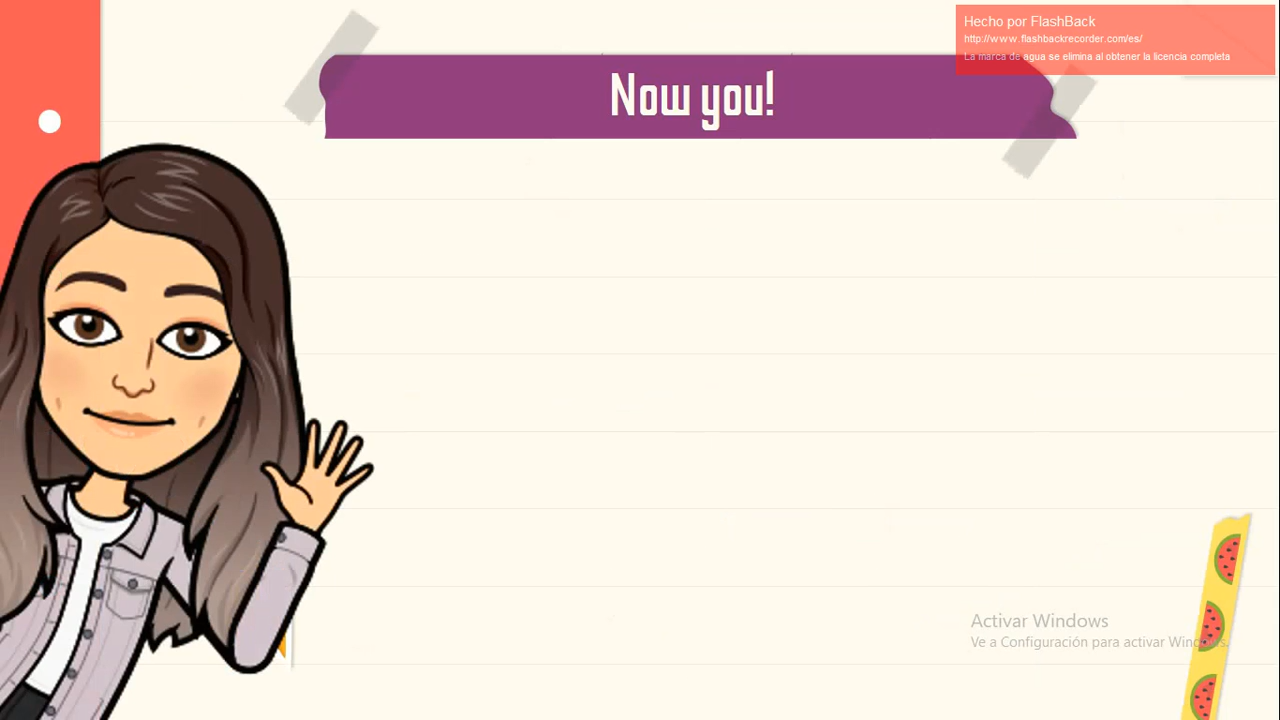 Hecho por FlashBack
http://www.flashbackrecorder.com/es/
La marca de agua se elimina al obtener la licencia completa
Now you!
Activar Windows
Ve a Configuración para activar Windows.